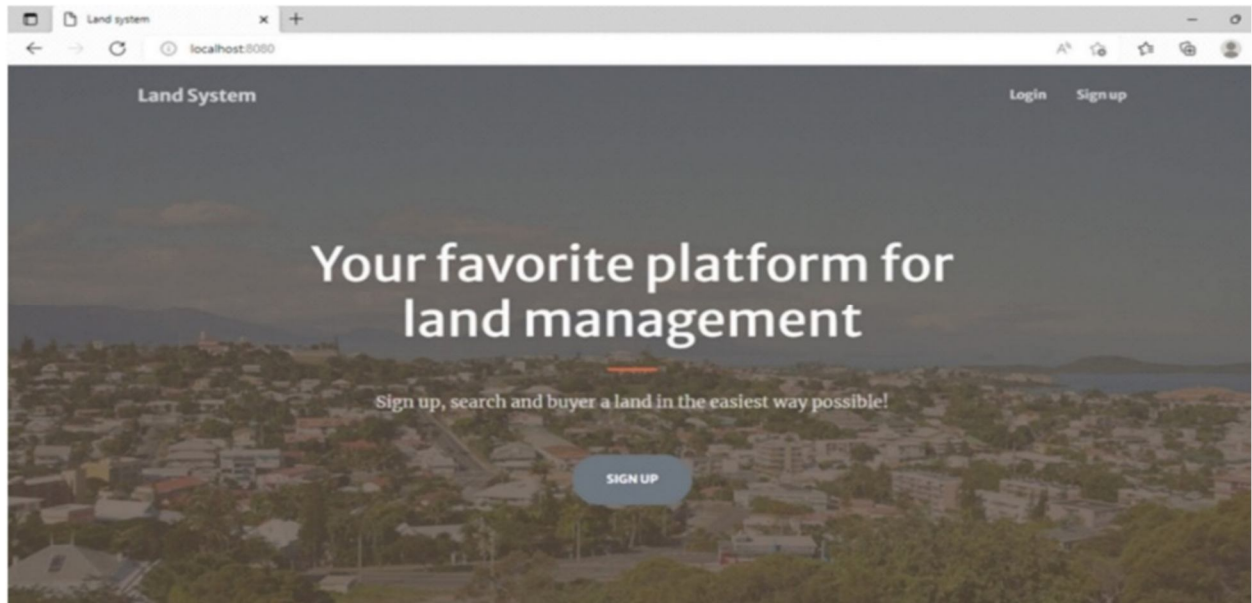 Land system
localhost:8080
Land System
Login
Sign up
Your favorite platform for
land management
Sign up, search and buyer a land in the easiest way possible!
SIGN UP